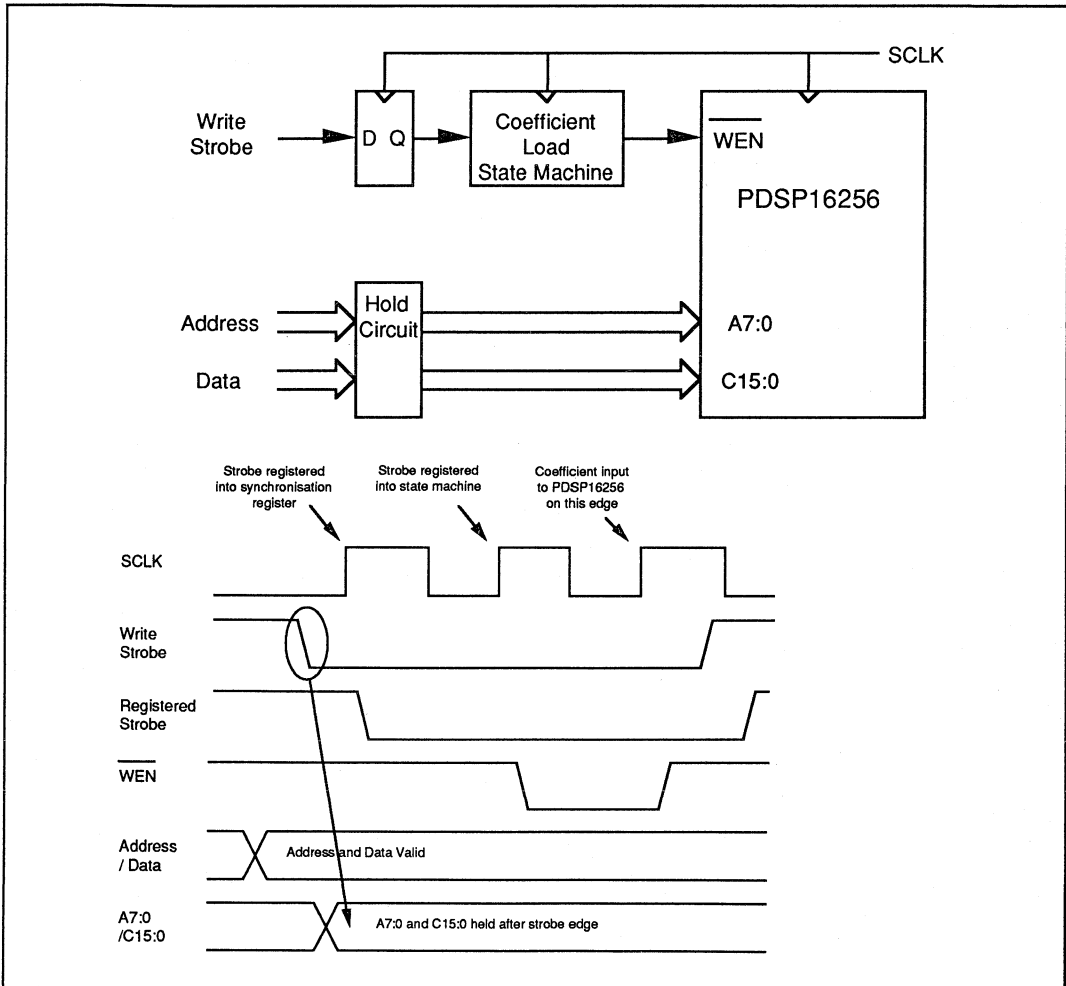 SCLK
Write
Strobe
D Q
Coefficient
Load
State Machine
WEN
PDSP16256
Address
Data
Hold
Circuit
A7:0
C15:0
Strobe registered
into synchronisation
register
Strobe registered
into state machine
Coefficient input
to PDSP16256
on this edge
SCLK
Write
Strobe
Registered
Strobe
WEN
Address
/ Data
Address and Data Valid
A7:0
/C15:0
A7:0 and C15:0 held after strobe edge